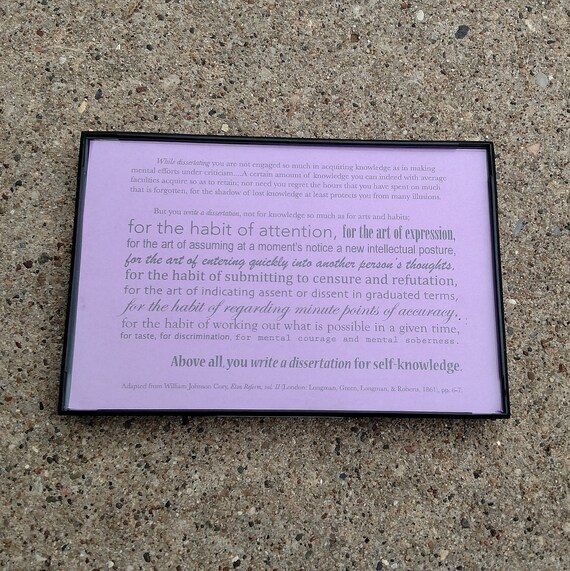 While dissertating you are not engaged so much in acquiring knowledge as in making
mental efforts under criticism....A certain amount of knowledge you can indeed with average
faculties acquire so as to retain; nor need you regret the hours that you have spent on much
that is forgotten, for the shadow of lost knowledge at least protects you from many illusions
But you write a dissertation, not for knowledge so much as for arts and habits;
for the habit of attention, for the art of expression,
for the art of assuming at a moment's notice a new intellectual posture,
for the art of entering quickly into another person's thoughts,
for the habit of submitting to censure and refutation,
for the art of indicating assent or dissent in graduated terms,
for the habit of regarding minute points of accuracy,
for the habit of working out what is possible in a given time,
for taste, for discrimination, for mental courage and mental soberness.
Above all, you write a dissertation for self-knowledge.
Adapted from William Johnson Cory, Eton Reform, vol. II (London: Longman, Green, Longman, & Roberts, 1861), pp. 6-7